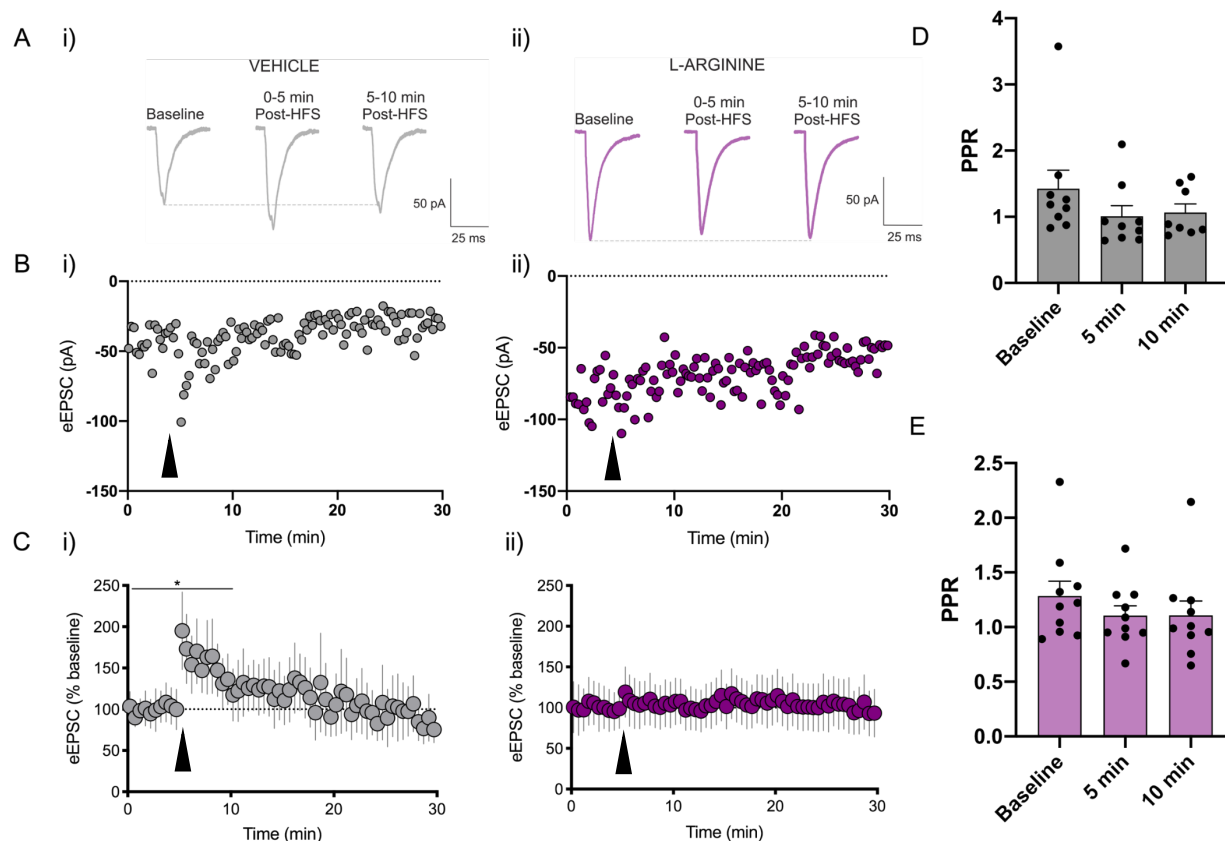 A
i)
VEHICLE
Baseline
0-5 min
Post-HFS
5-10 min
Post-HFS
50 pA
25 ms
ii)
L-ARGININE
Baseline
0-5 min
Post-HFS
5-10 min
Post-HFS
50 pA
25 ms
B
i)
0
-50
-100
-150
eEPSC (pA)
0
10
20
30
Time (min)
ii)
0
-50
-100
-150
eEPSC (pA)
0
10
20
30
Time (min)
C
i)
*
250
200
150
100
50
0
eEPSC (% baseline)
0
10
20
30
Time (min)
ii)
250
200
150
100
50
0
eEPSC (% baseline)
0
10
20
30
Time (min)
D
4
3
2
1
0
PPR
Baseline
5 min
10 min
E
2.5
2.0
1.5
1.0
0.5
0.0
PPR
Baseline
5 min
10 min